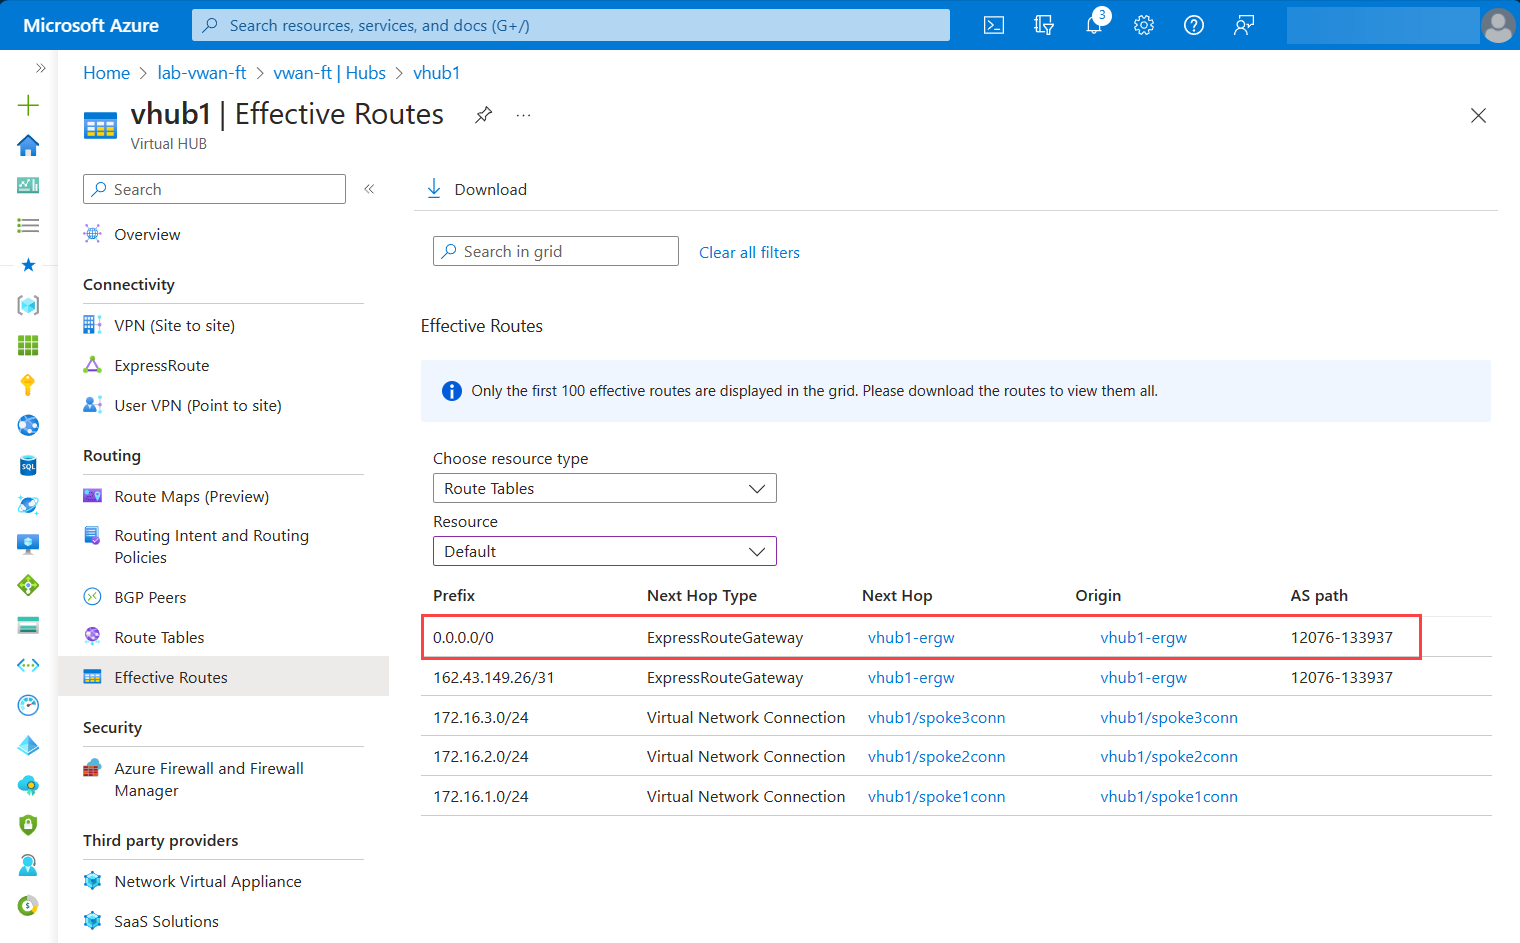 Microsoft Azure
Search resources, services, and docs (G+/)
3
Home > lab-vwan-ft > vwan-ft | Hubs > vhub1
vhub1 | Effective Routes
Virtual HUB
Search
Download
Overview
Search in grid
Clear all filters
Connectivity
VPN (Site to site)
ExpressRoute
User VPN (Point to site)
Routing
Route Maps (Preview)
Routing Intent and Routing
Policies
BGP Peers
Route Tables
Effective Routes
Security
Azure Firewall and Firewall
Manager
Third party providers
Network Virtual Appliance
SaaS Solutions
SQL
Effective Routes
Only the first 100 effective routes are displayed in the grid. Please download the routes to view them all.
Choose resource type
Route Tables
Resource
Default
Prefix Next Hop Type Next Hop Origin AS path
0.0.0.0/0 ExpressRouteGateway vhub1-ergw vhub1-ergw 12076-133937
162.43.149.26/31 ExpressRouteGateway vhub1-ergw vhub1-ergw 12076-133937
172.16.3.0/24 Virtual Network Connection vhub1/spoke3conn vhub1/spoke3conn
172.16.2.0/24 Virtual Network Connection vhub1/spoke2conn vhub1/spoke2conn
172.16.1.0/24 Virtual Network Connection vhub1/spoke1conn vhub1/spoke1conn